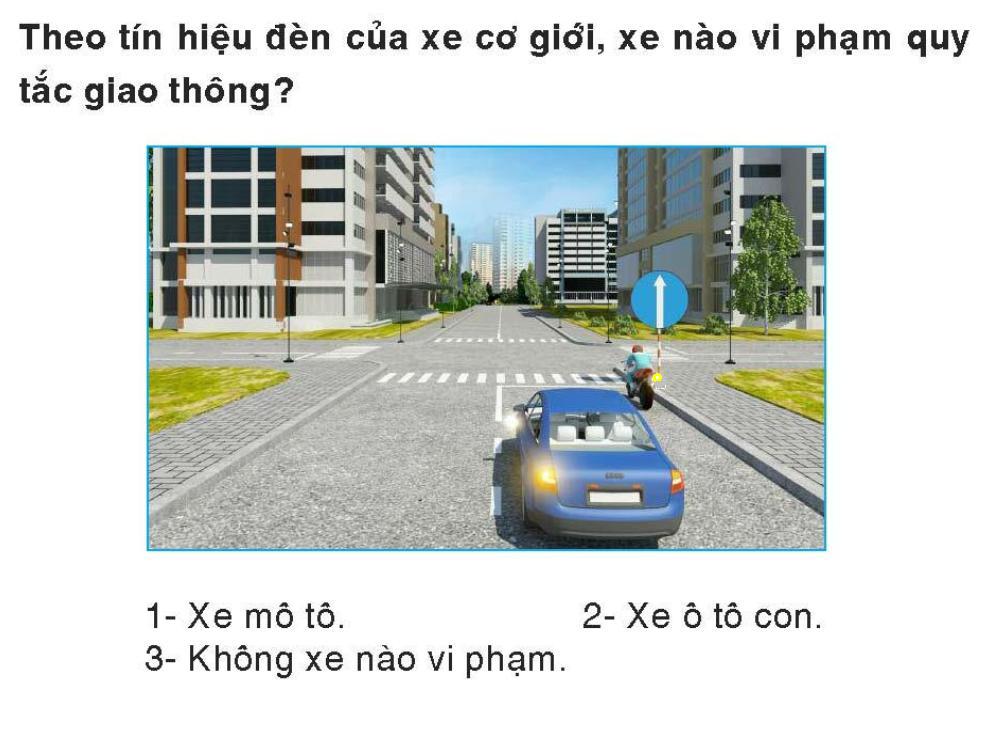 Theo tín hiệu đèn của xe cơ giới, xe nào vi phạm quy
tắc giao thông?
1- Xe mô tô.
2- Xe ô tô con.
3- Không xe nào vi phạm.